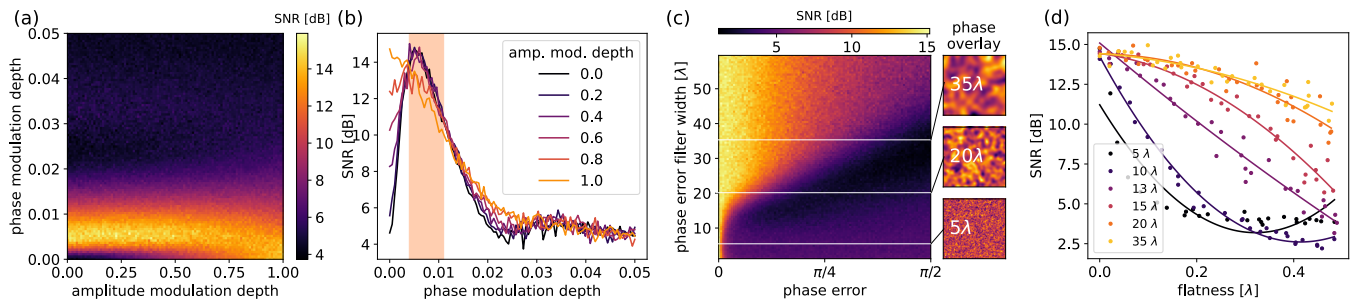 (a)
SNR [dB]
phase modulation depth
0.05
0.04
0.03
0.02
0.01
0.00
0.00 0.25 0.50 0.75 1.00
amplitude modulation depth
14
12
10
8
6
4
(b)
SNR [dB]
14
12
10
8
6
4
amp. mod. depth
0.0
0.2
0.4
0.6
0.8
1.0
0.00 0.01 0.02 0.03 0.04 0.05
phase modulation depth
(c)
SNR [dB]
5 10 15
phase error filter width [λ]
50
40
30
20
10
0 π/4 π/2
phase error
phase
overlay
35λ
20λ
5λ
(d)
SNR [dB]
15.0
12.5
10.0
7.5
5.0
2.5
5 λ
10 λ
13 λ
15 λ
20 λ
35 λ
0.0 0.2 0.4
flatness [λ]